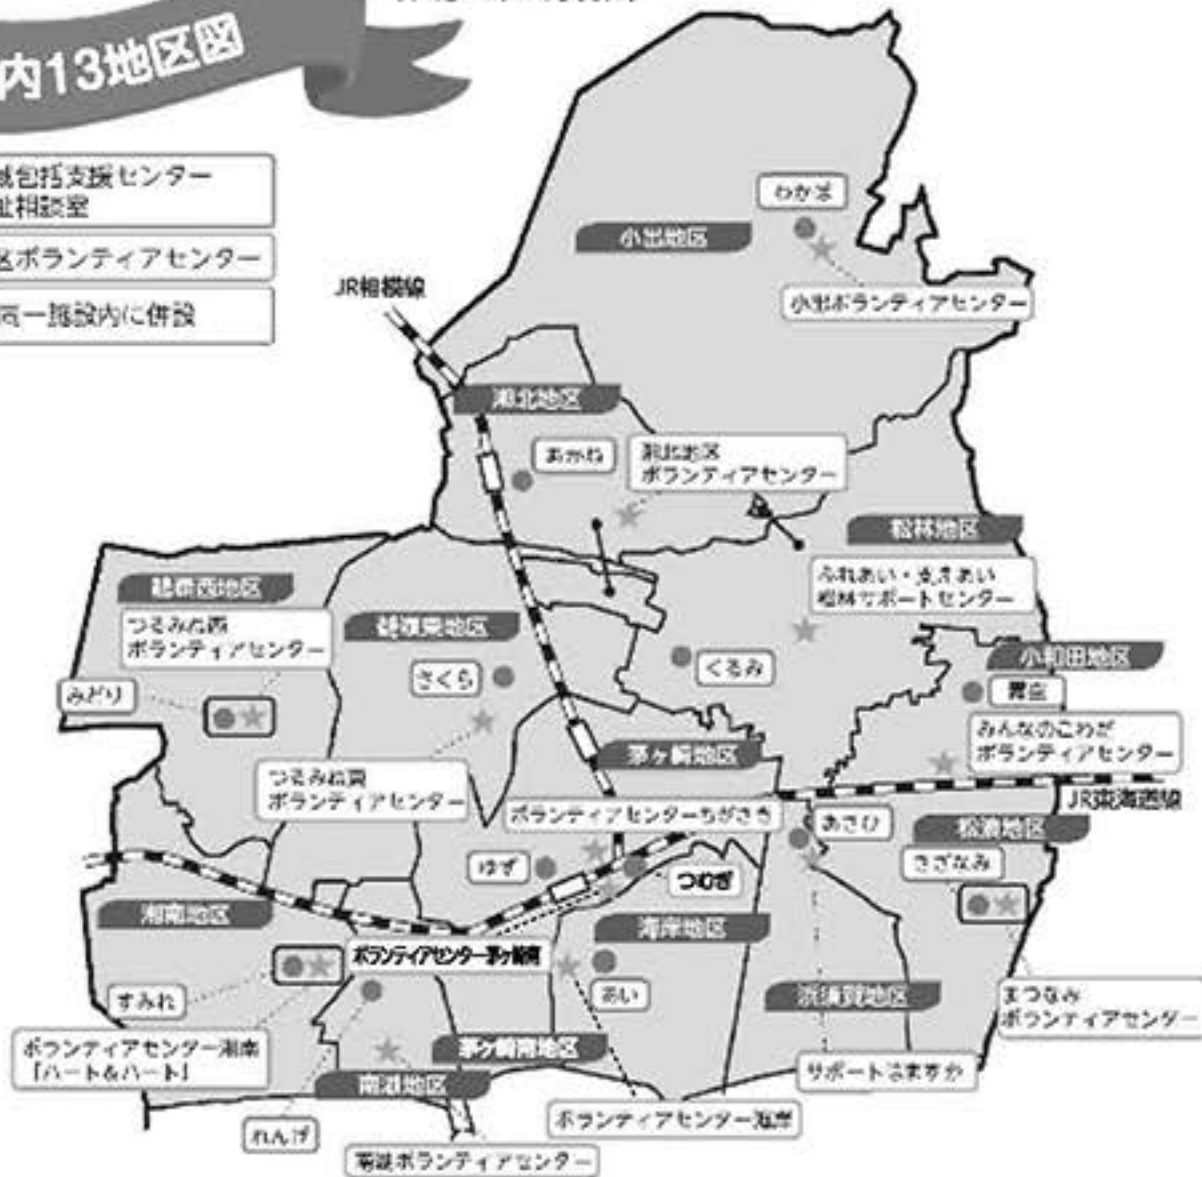 内13地区図
域包括支援センター
祉相談室
区ボランティアセンター
同一施設内に併設
わかば
小出地区
小出ボランティアセンター
JR相模線
湘北地区
あかね
湘北地区
ボランティアセンター
松林地区
ふれあい・支えあい
松林サポートセンター
鶴嶺西地区
つるみね西
ボランティアセンター
みどり
鶴嶺東地区
さくら
つるみね東
ボランティアセンター
くるみ
小和田地区
みんなのこわだ
ボランティアセンター
茅ヶ崎地区
ボランティアセンターちがさき
JR東海道線
あさひ
松浪地区
さざなみ
ゆず
つむぎ
湘南地区
海岸地区
ボランティアセンター茅ヶ崎南
すみれ
あい
浜須賀地区
まつなみ
ボランティアセンター
ボランティアセンター湘南
「ハート&ハート」
茅ヶ崎南地区
サポートはますか
南湖地区
ボランティアセンター海岸
れんげ
南湖ボランティアセンター